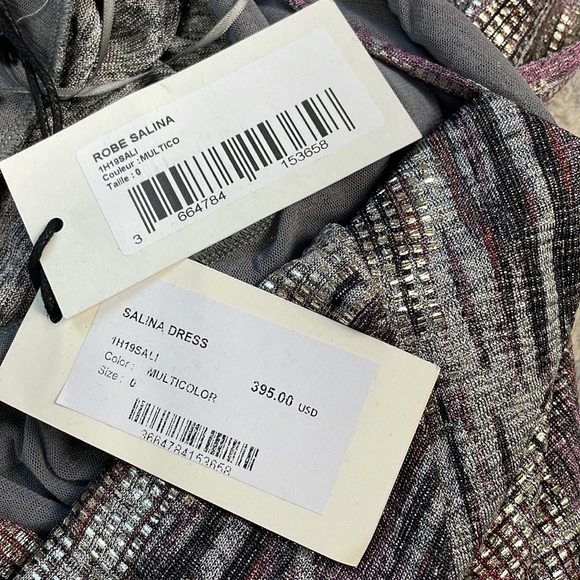 ROBE SALINA
1H19SALI
Couleur :MULTICO
Taille : 0
3 664784 153658
SALINA DRESS
1H19SALI
Color : MULTICOLOR 395.00 USD
Size : 0
3664784153658